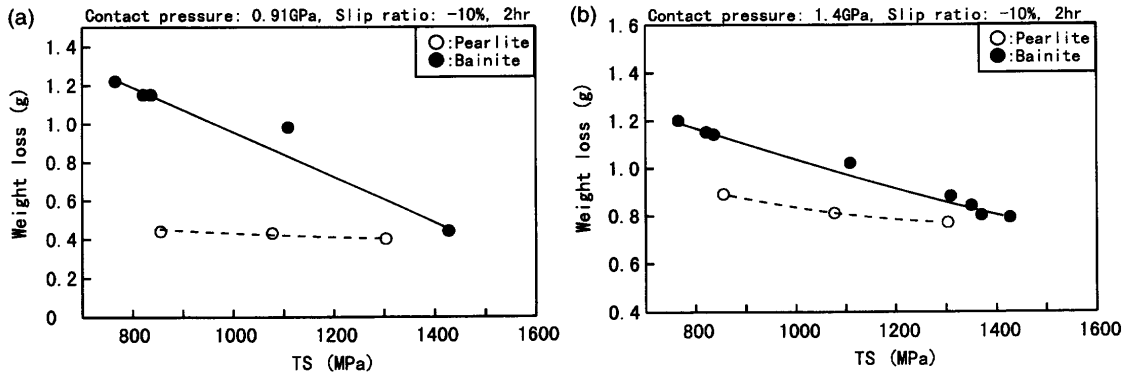 (a)
Contact pressure: 0.91GPa, Slip ratio: -10%, 2hr
○:Pearlite
●:Bainite
Weight loss (g)
1.4
1.2
1.0
0.8
0.6
0.4
0.2
0
800
1000
1200
1400
1600
TS (MPa)
(b)
Contact pressure: 1.4GPa, Slip ratio: -10%, 2hr
○:Pearlite
●:Bainite
Weight loss (g)
1.6
1.4
1.2
1.0
0.8
0.6
0.4
800
1000
1200
1400
1600
TS (MPa)